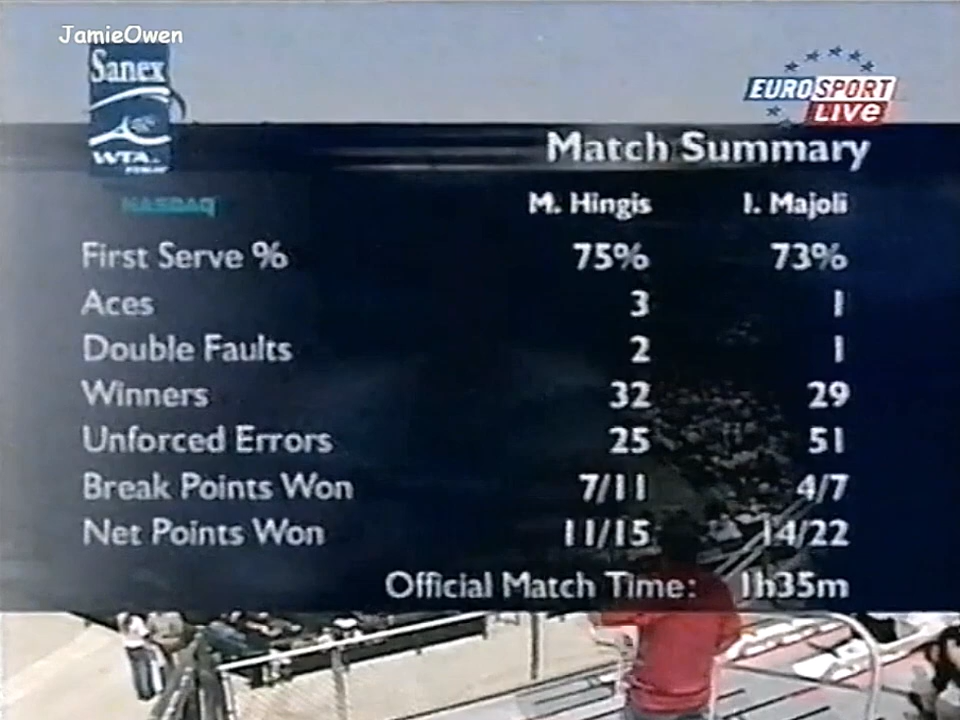 JamieOwen
Sanex
WTA
EUROSPORT
LIVE
Match Summary
NASDAQ
M. Hingis I. Majoli
First Serve % 75% 73%
Aces 3 1
Double Faults 2 1
Winners 32 29
Unforced Errors 25 51
Break Points Won 7/11 4/7
Net Points Won 11/15 14/22
Official Match Time: 1h35m